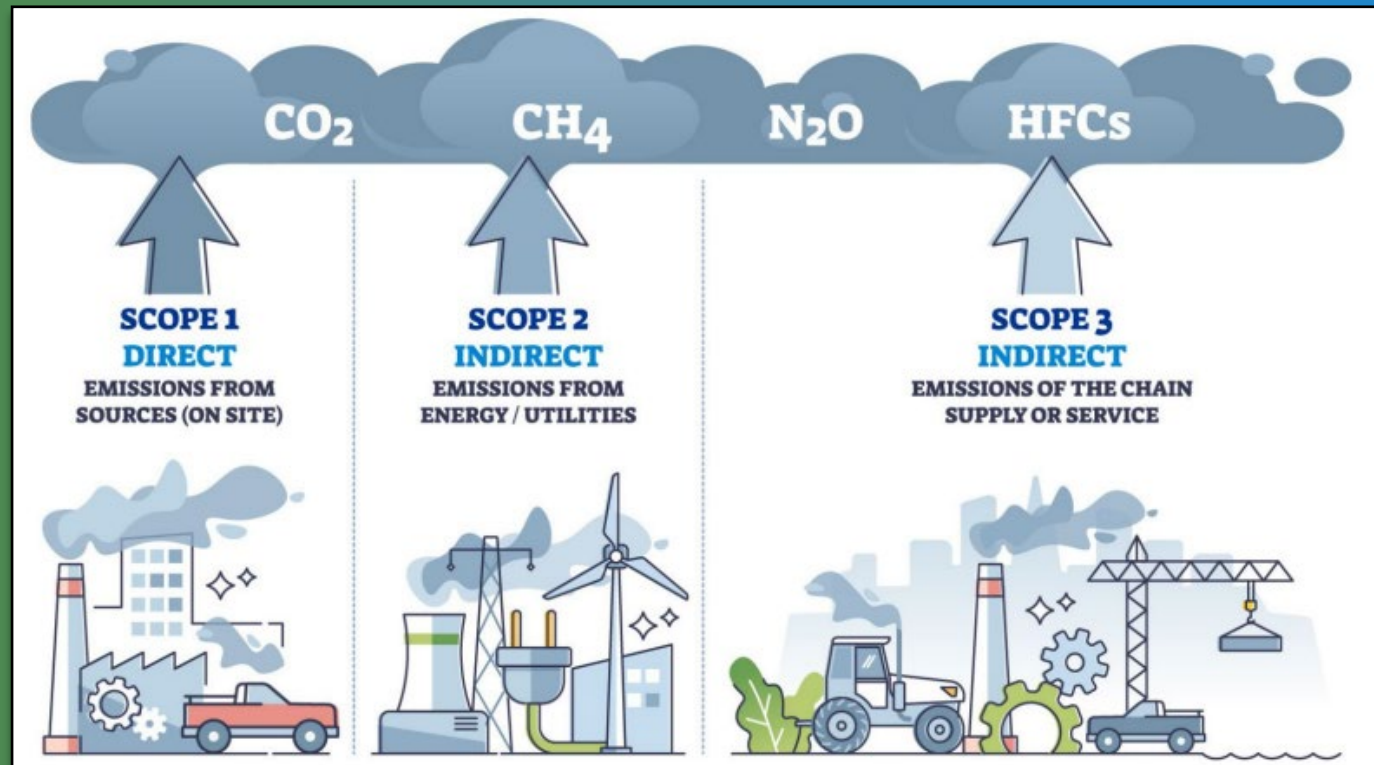 CO₂ CH₄ N₂O HFCs
SCOPE 1
DIRECT
EMISSIONS FROM
SOURCES (ON SITE)
SCOPE 2
INDIRECT
EMISSIONS FROM
ENERGY / UTILITIES
SCOPE 3
INDIRECT
EMISSIONS OF THE CHAIN
SUPPLY OR SERVICE